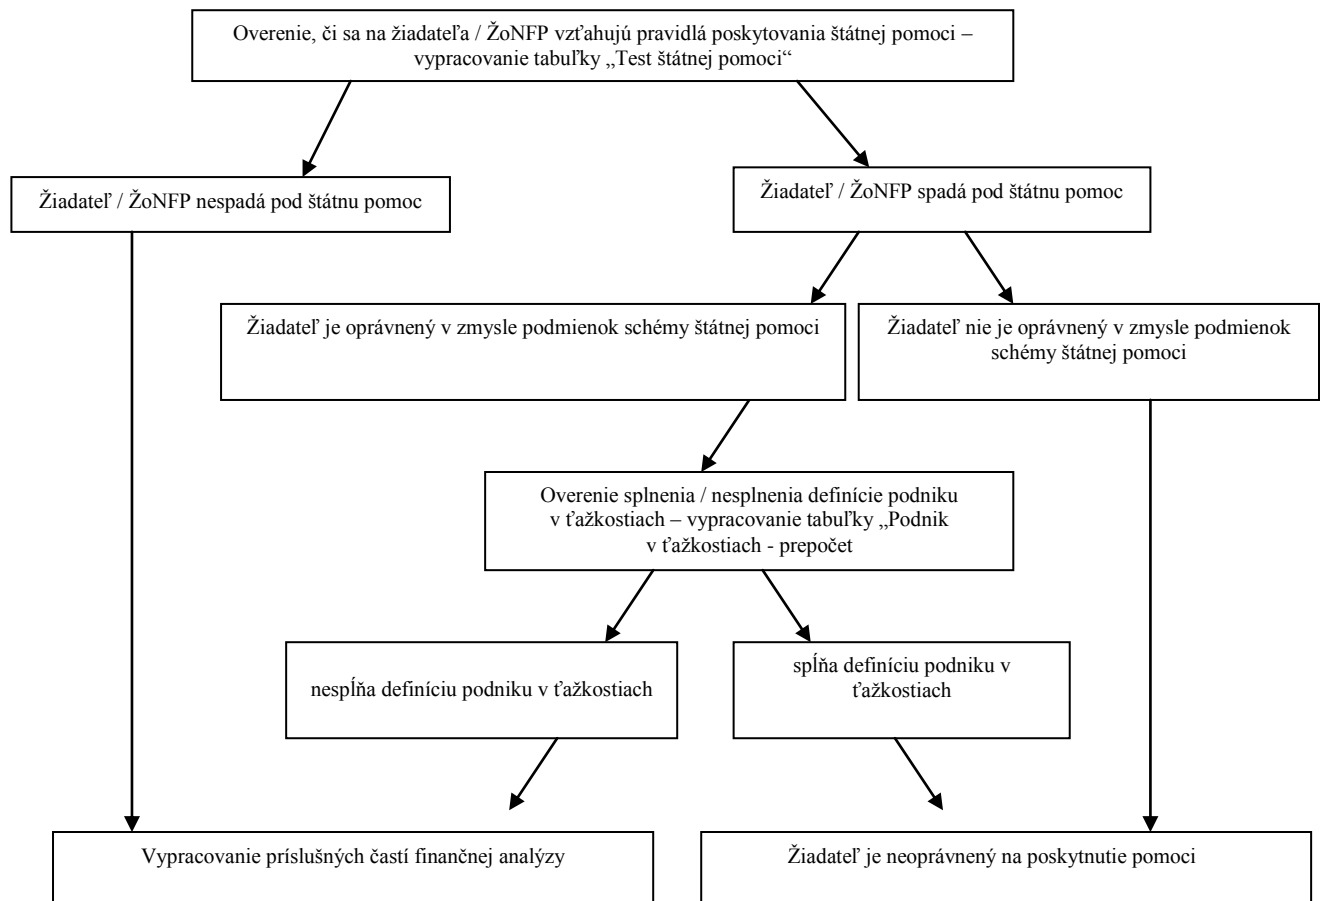 Overenie, či sa na žiadateľa / ŽoNFP vzťahujú pravidlá poskytovania štátnej pomoci –
vypracovanie tabuľky „Test štátnej pomoci“
Žiadateľ / ŽoNFP nespadá pod štátnu pomoc
Žiadateľ / ŽoNFP spadá pod štátnu pomoc
Žiadateľ je oprávnený v zmysle podmienok schémy štátnej pomoci
Žiadateľ nie je oprávnený v zmysle podmienok
schémy štátnej pomoci
Overenie splnenia / nesplnenia definície podniku
v ťažkostiach – vypracovanie tabuľky „Podnik
v ťažkostiach - prepočet
nespĺňa definíciu podniku v ťažkostiach
spĺňa definíciu podniku v
ťažkostiach
Vypracovanie príslušných častí finančnej analýzy
Žiadateľ je neoprávnený na poskytnutie pomoci